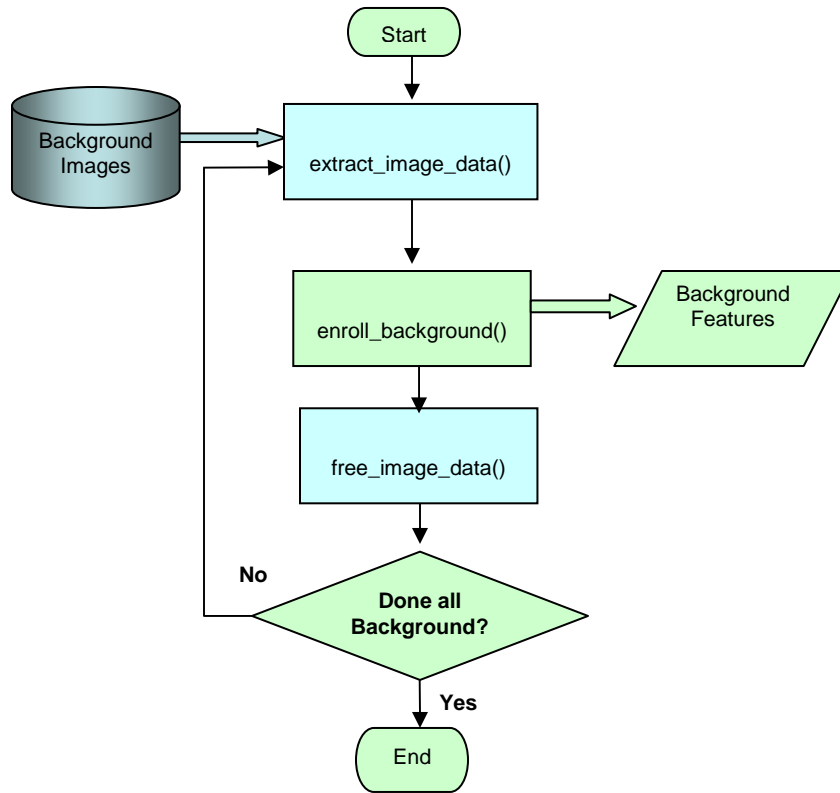 Start
Background
Images
extract_image_data()
enroll_background()
Background
Features
free_image_data()
No
Done all
Background?
Yes
End